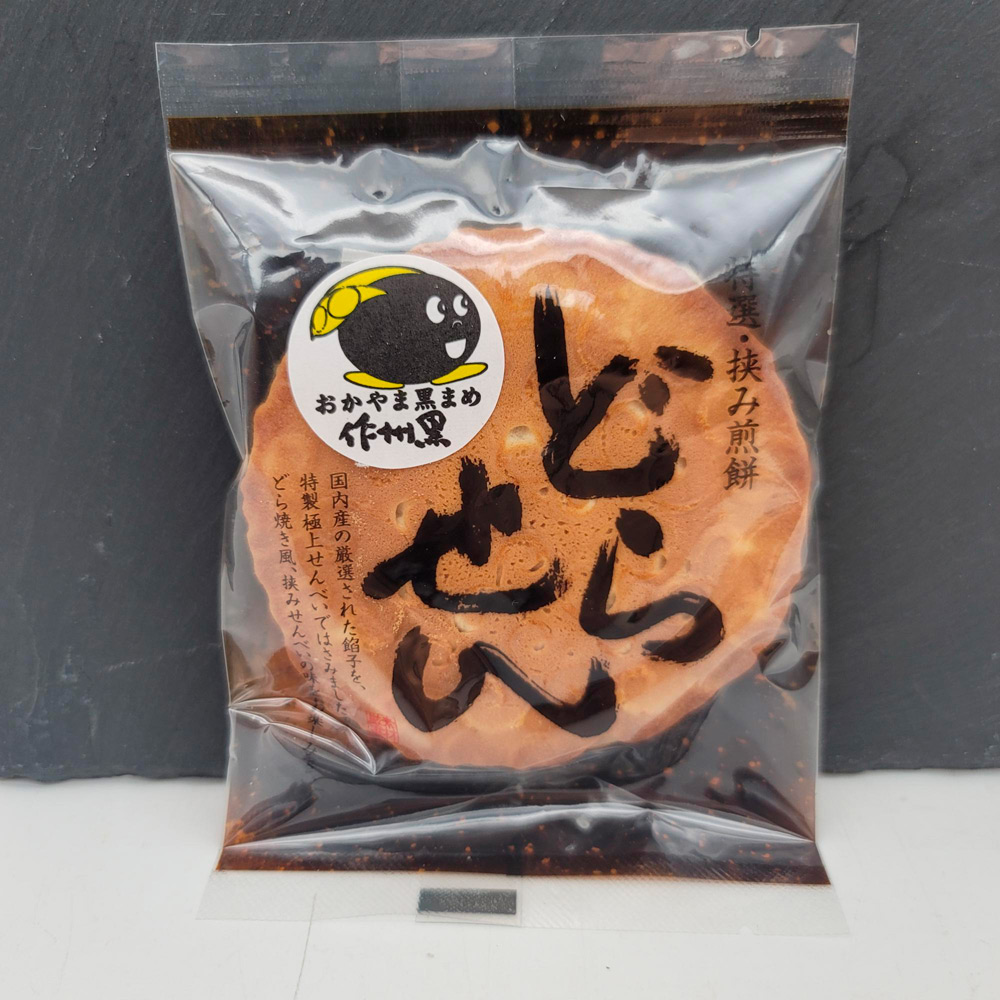 特選・挟み煎餅
どら
せん
おかやま黒まめ
作州黒
国内産の厳選された餡子を、
特製極上せんべいではさみました
どら焼き風、挟みせんべいの